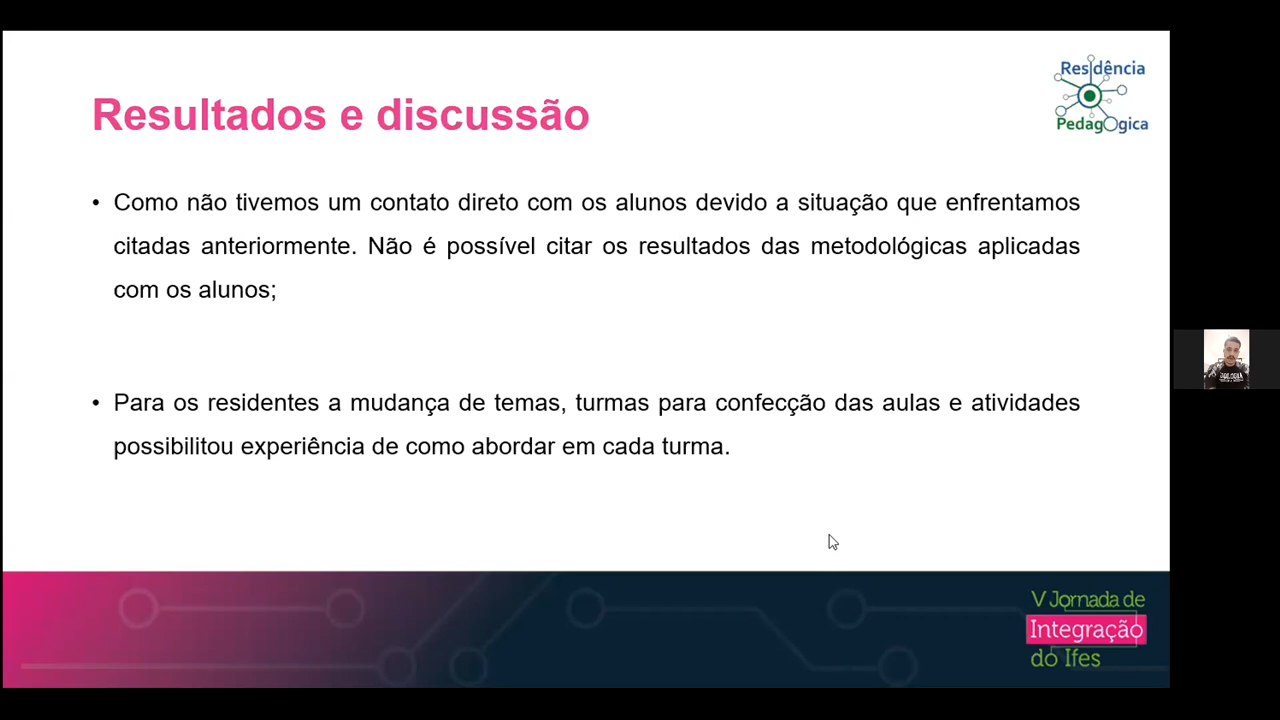 Resultados e discussão
Residência
Pedagógica
• Como não tivemos um contato direto com os alunos devido a situação que enfrentamos
citadas anteriormente. Não é possível citar os resultados das metodológicas aplicadas
com os alunos;
• Para os residentes a mudança de temas, turmas para confecção das aulas e atividades
possibilitou experiência de como abordar em cada turma.
V Jornada de
Integração
do Ifes